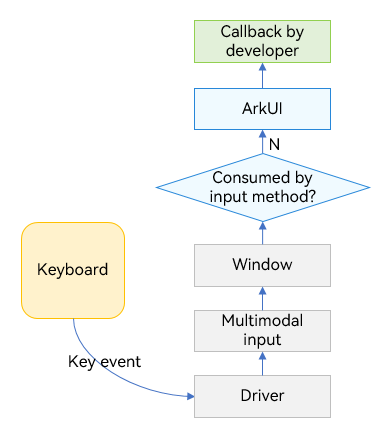 Callback by
developer
ArkUI
N
Consumed by
input method?
Window
Keyboard
Multimodal
input
Key event
Driver